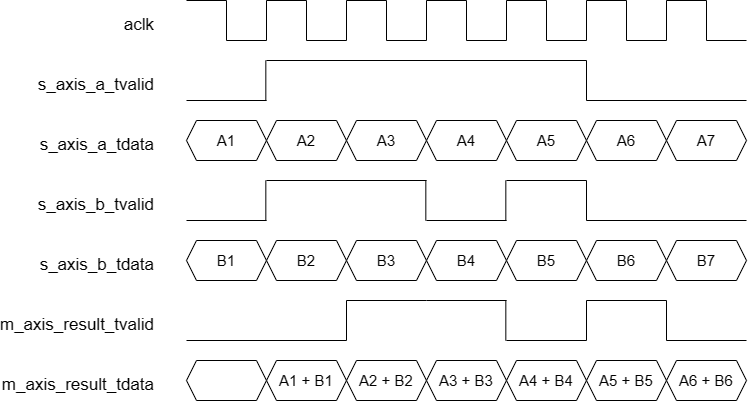 aclk
s_axis_a_tvalid
s_axis_a_tdata A1 A2 A3 A4 A5 A6 A7
s_axis_b_tvalid
s_axis_b_tdata B1 B2 B3 B4 B5 B6 B7
m_axis_result_tvalid
m_axis_result_tdata A1 + B1 A2 + B2 A3 + B3 A4 + B4 A5 + B5 A6 + B6